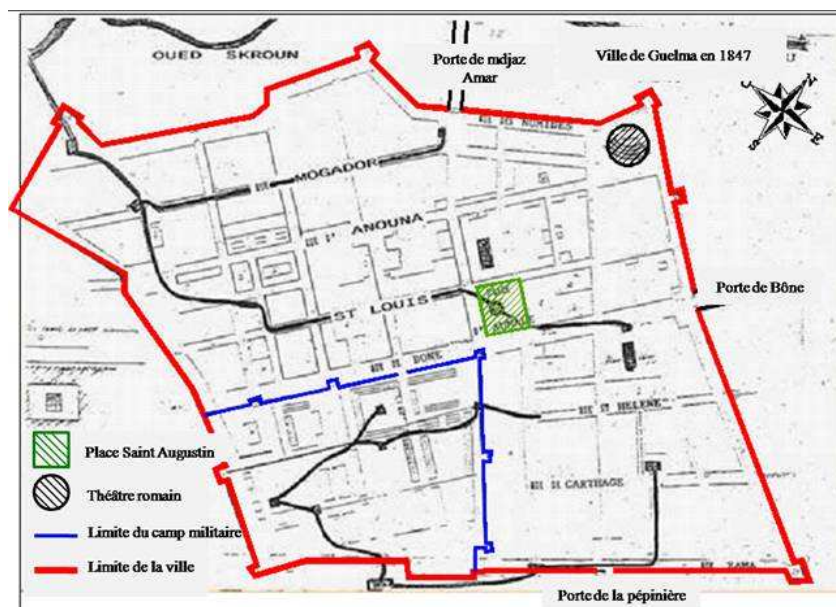 Ville de Guelma en 1847
OUED SKROUN
Porte de mdjaz
Amar
NUMIDES
MOGADOR
ANOUNA
ST LOUIS
Porte de Bône
BONE
HELENE
CARTHAGE
Place Saint Augustin
Théâtre romain
Limite du camp militaire
Limite de la ville
Porte de la pépinière
N
E
S
O